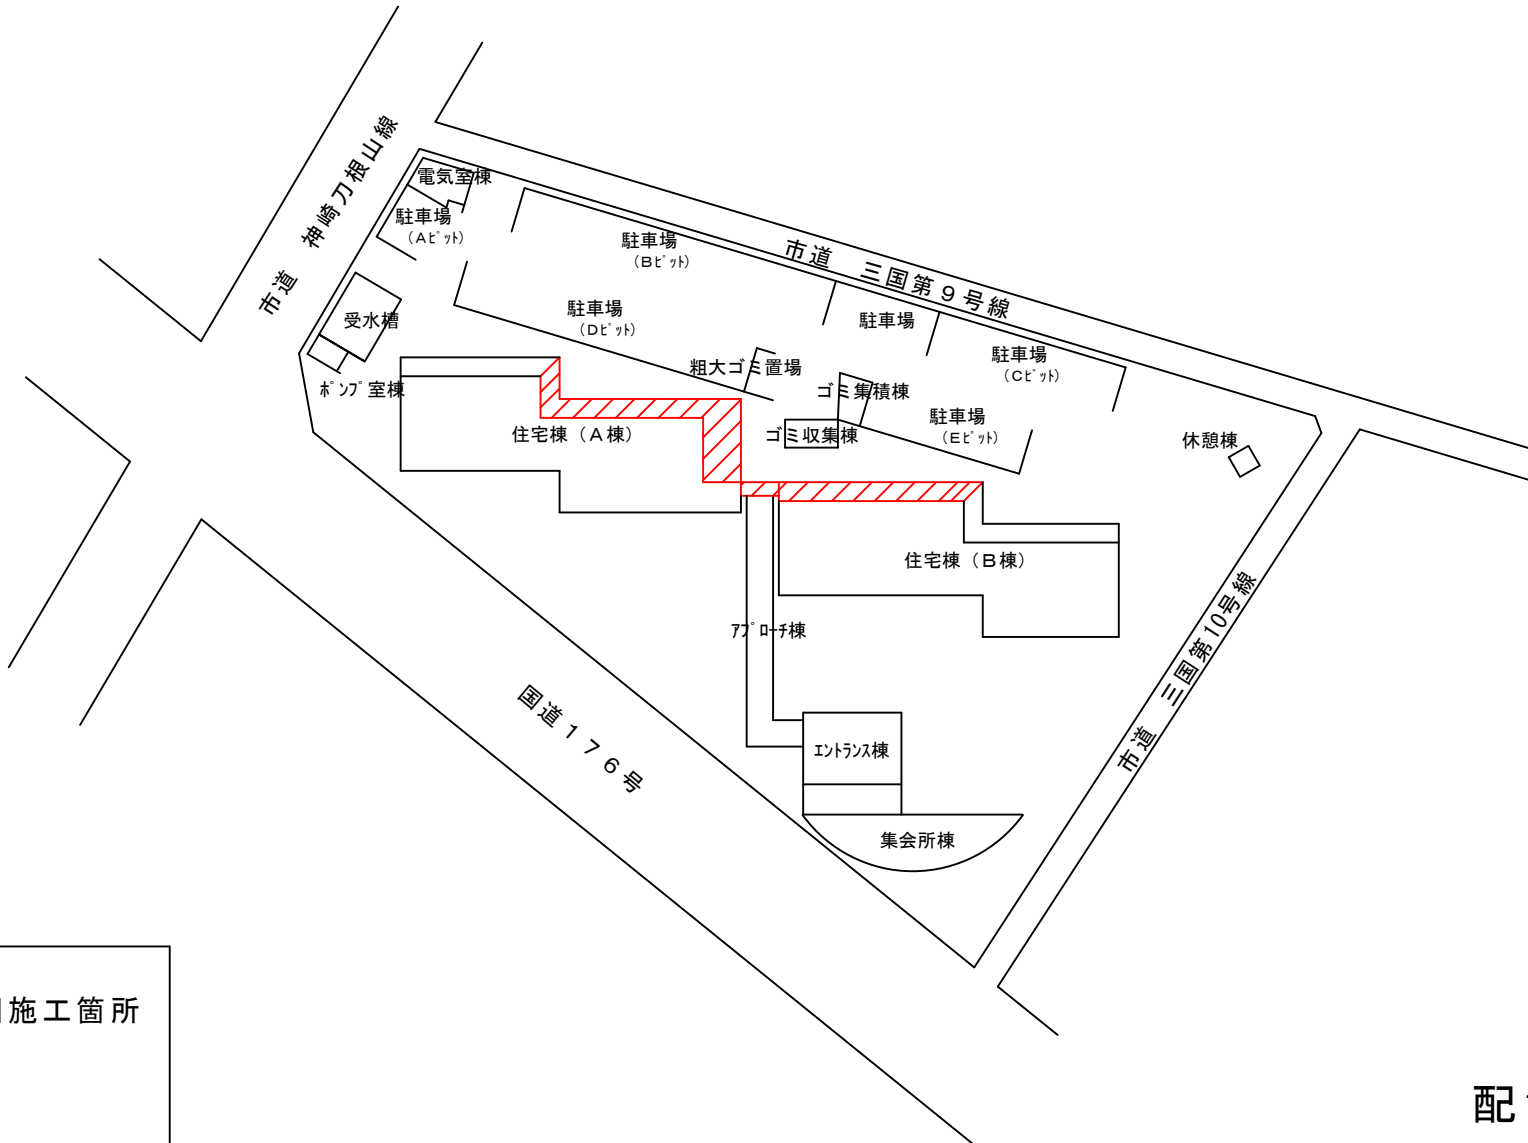 市道　神崎刀根山線
電気室棟
駐車場
（Aﾋﾟｯﾄ）
駐車場
（Bﾋﾟｯﾄ）
市道　三国第９号線
受水槽
駐車場
（Dﾋﾟｯﾄ）
駐車場
駐車場
（Cﾋﾟｯﾄ）
粗大ゴミ置場
ﾎﾟﾝﾌﾟ室棟
ゴミ集積棟
駐車場
（Eﾋﾟｯﾄ）
住宅棟（Ａ棟）
ゴミ収集棟
休憩棟
住宅棟（Ｂ棟）
ｱﾌﾟﾛｰﾁ棟
市道　三国第10号線
国道１７６号
ｴﾝﾄﾗﾝｽ棟
集会所棟
施工箇所
配